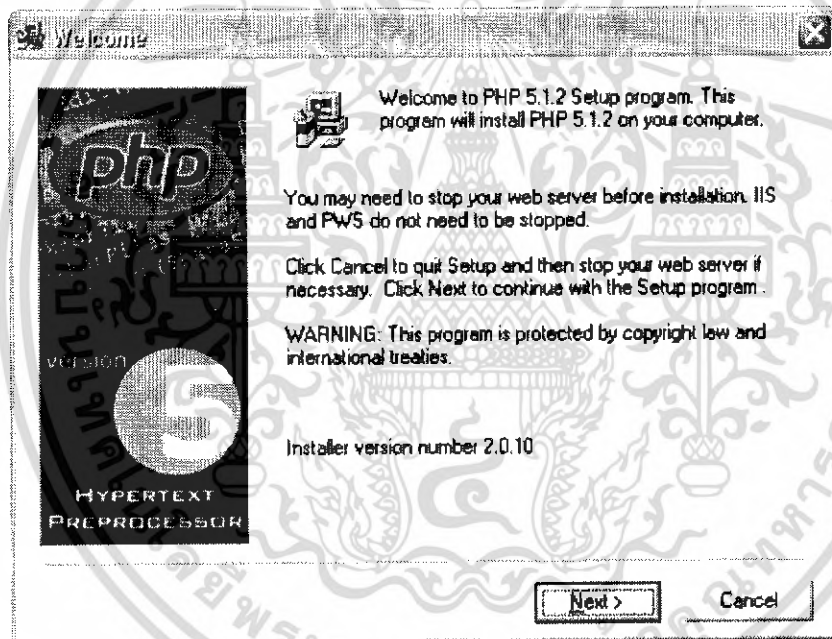 Welcome
php
Welcome to PHP 5.1.2 Setup program. This
program will install PHP 5.1.2 on your computer.
You may need to stop your web server before installation. IIS
and PWS do not need to be stopped.
Click Cancel to quit Setup and then stop your web server if
necessary. Click Next to continue with the Setup program .
WARNING: This program is protected by copyright law and
international treaties.
version
5
Installer version number 2.0.10
HYPERTEXT
PREPROCESSOR
Next >
Cancel